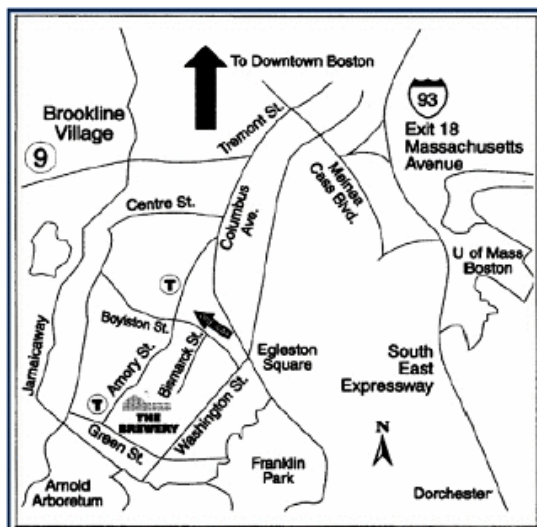 To Downtown Boston
Brookline
Village
9
93
Exit 18
Massachusetts
Avenue
Tremont St.
Melnea
Cass Blvd.
Centre St.
Columbus
Ave.
U of Mass
Boston
T
Boylston St.
Jamaicaway
Amory St.
Bismarck St.
Egleston
Square
South
East
Expressway
T
THE
BREWERY
Washington St.
Green St.
N
Franklin
Park
Arnold
Arboretum
Dorchester